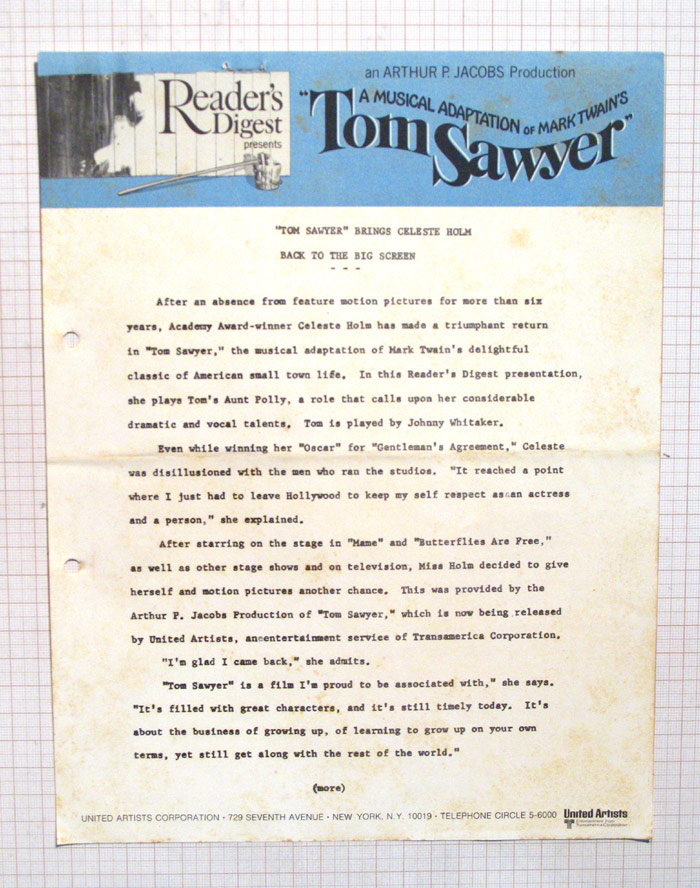 Reader's
Digest
presents
an ARTHUR P. JACOBS Production
A MUSICAL ADAPTATION OF MARK TWAIN'S
"Tom Sawyer"
"TOM SAWYER" BRINGS CELESTE HOLM
BACK TO THE BIG SCREEN
- - -
After an absence from feature motion pictures for more than six
years, Academy Award-winner Celeste Holm has made a triumphant return
in "Tom Sawyer," the musical adaptation of Mark Twain's delightful
classic of American small town life. In this Reader's Digest presentation,
she plays Tom's Aunt Polly, a role that calls upon her considerable
dramatic and vocal talents. Tom is played by Johnny Whitaker.
Even while winning her "Oscar" for "Gentleman's Agreement," Celeste
was disillusioned with the men who ran the studios. "It reached a point
where I just had to leave Hollywood to keep my self respect as an actress
and a person," she explained.
After starring on the stage in "Mame" and "Butterflies Are Free,"
as well as other stage shows and on television, Miss Holm decided to give
herself and motion pictures another chance. This was provided by the
Arthur P. Jacobs Production of "Tom Sawyer," which is now being released
by United Artists, an entertainment service of Transamerica Corporation.
"I'm glad I came back," she admits.
"Tom Sawyer" is a film I'm proud to be associated with," she says.
"It's filled with great characters, and it's still timely today. It's
about the business of growing up, of learning to grow up on your own
terms, yet still get along with the rest of the world."
(more)
UNITED ARTISTS CORPORATION • 729 SEVENTH AVENUE • NEW YORK, N.Y. 10019 • TELEPHONE CIRCLE 5-6000
United Artists
Entertainment from
Transamerica Corporation